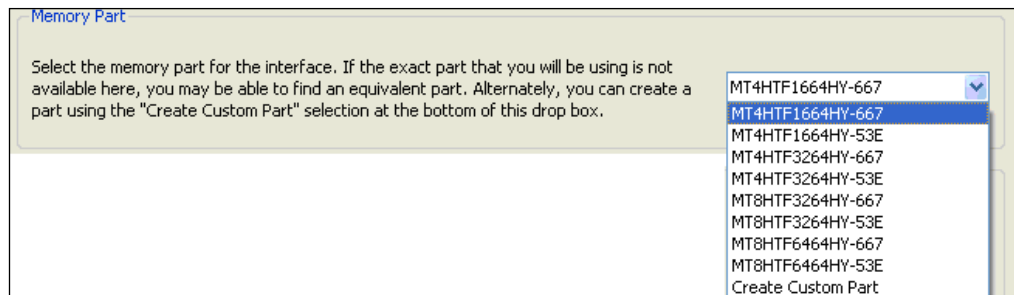 Memory Part
Select the memory part for the interface. If the exact part that you will be using is not
available here, you may be able to find an equivalent part. Alternately, you can create a
part using the "Create Custom Part" selection at the bottom of this drop box.
MT4HTF1664HY-667
MT4HTF1664HY-667
MT4HTF1664HY-53E
MT4HTF3264HY-667
MT4HTF3264HY-53E
MT8HTF3264HY-667
MT8HTF3264HY-53E
MT8HTF6464HY-667
MT8HTF6464HY-53E
Create Custom Part